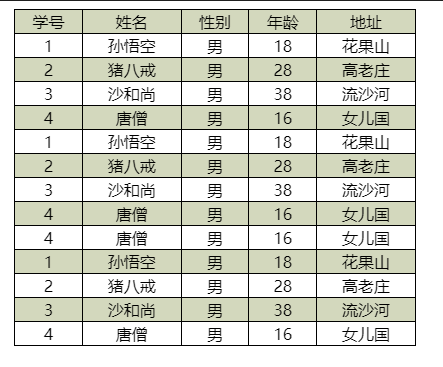 学号 姓名 性别 年龄 地址
1 孙悟空 男 18 花果山
2 猪八戒 男 28 高老庄
3 沙和尚 男 38 流沙河
4 唐僧 男 16 女儿国
1 孙悟空 男 18 花果山
2 猪八戒 男 28 高老庄
3 沙和尚 男 38 流沙河
4 唐僧 男 16 女儿国
4 唐僧 男 16 女儿国
1 孙悟空 男 18 花果山
2 猪八戒 男 28 高老庄
3 沙和尚 男 38 流沙河
4 唐僧 男 16 女儿国